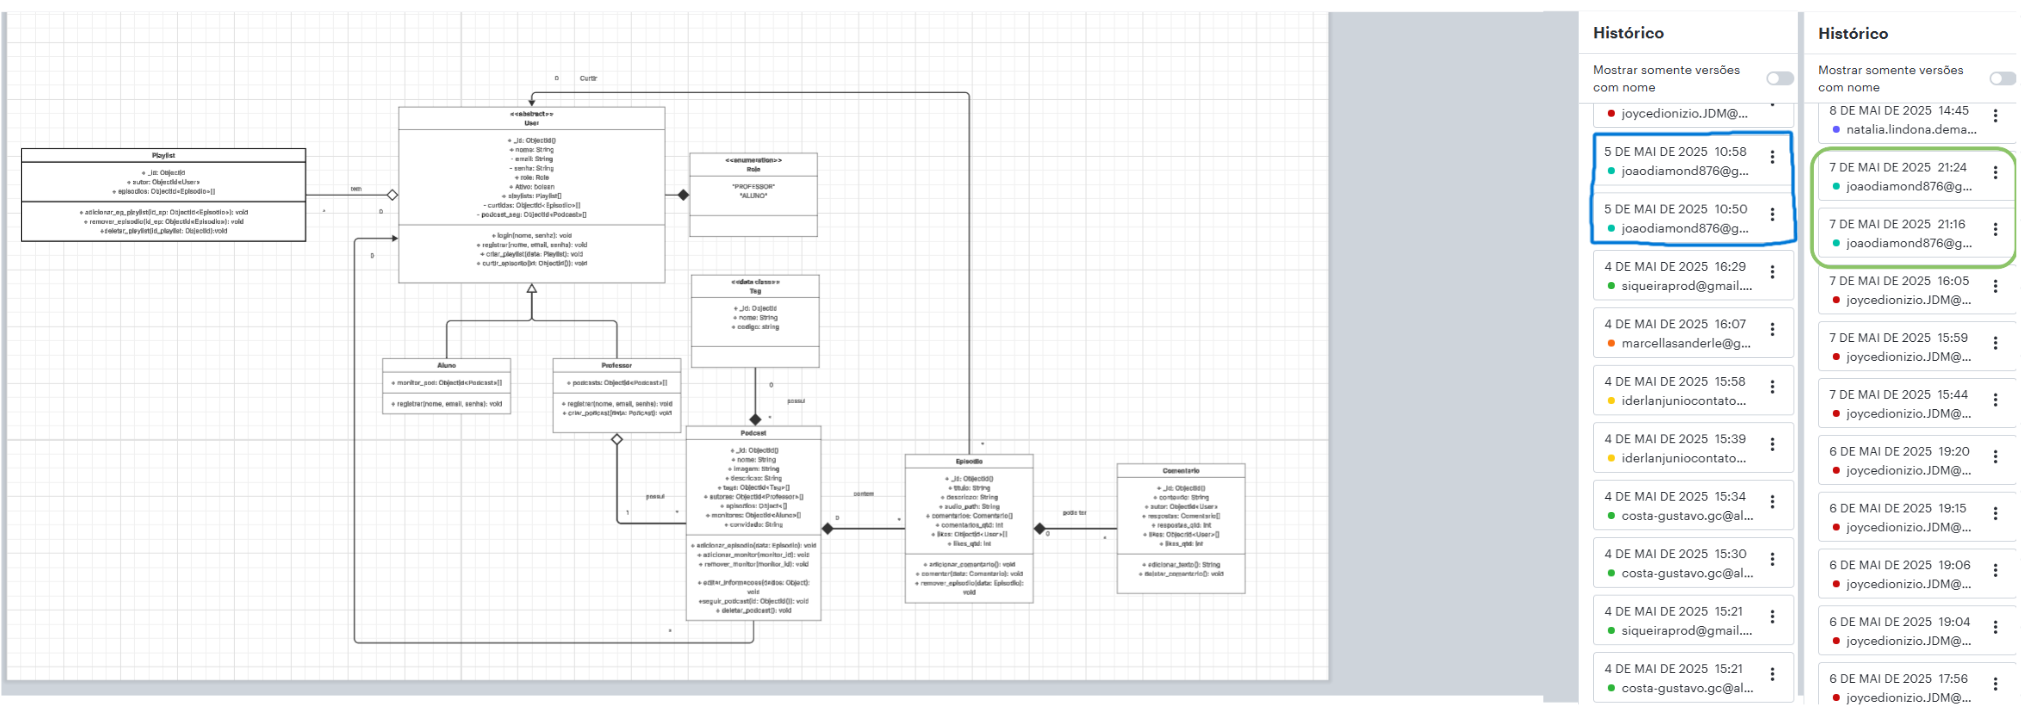 0 Curtir
<<abstract>>
User
+ _id: ObjectId()
+ nome: String
- email: String
- senha: String
+ role: Role
+ Ativo: bolean
+ playlists: Playlist[]
- curtidas: ObjectId<Episodio>[]
- podcast_seg: ObjectId<Podcast>[]
+ login(nome, senha): void
+ registrar(nome, email, senha): void
+ criar_playlist(data: Playlist): void
+ curtir_episodio(id: ObjectId()): void
Playlist
+ _id: ObjectId
+ autor: ObjectId<User>
+ episodios: ObjectId<Episodio>[]
+ adicionar_ep_playlist(id_ep: ObjectId<Episodio>): void
+ remover_episodio(id_ep: ObjectId<Episodio>): void
+deletar_playlist(id_playlist: ObjectId):void
tem
*
0
0
<<enumeration>>
Role
"PROFESSOR"
"ALUNO"
<<data class>>
Tag
+ _id: ObjectId
+ nome: String
+ codigo: string
0
possui
*
Aluno
+ monitor_pod: ObjectId<Podcast>[]
+ registrar(nome, email, senha): void
Professor
+ podcasts: ObjectId<Podcast>[]
+ registrar(nome, email, senha): void
+ criar_podcast(data: Podcast): void
possui
1
*
Podcast
+ _id: ObjectId()
+ nome: String
+ imagem: String
+ descricao: String
+ tags: ObjectId<Tag>[]
+ autores: ObjectId<Professor>[]
+ episodios: Object[]
+ monitores: ObjectId<Aluno>[]
+ convidado: String
+ adicionar_episodio(data: Episodio): void
+ adicionar_monitor(monitor_id): void
+ remover_monitor(monitor_id): void
+ editar_informacoes(dados: Object):
void
+seguir_podcast(id: ObjectId()): void
+ deletar_podcast(): void
*
contem
0
*
*
Episodio
+ _id: ObjectId()
+ titulo: String
+ descricao: String
+ audio_path: String
+ comentarios: Comentario[]
+ comentarios_qtd: int
+ likes: ObjectId<User>[]
+ likes_qtd: int
+ adicionar_comentario(): void
+ comentar(data: Comentario): void
+ remover_episodio(data: Episodio):
void
pode ter
0
*
Comentario
+ _id: ObjectId()
+ conteudo: String
+ autor: ObjectId<User>
+ respostas: Comentario[]
+ respostas_qtd: int
+ likes: ObjectId<User>[]
+ likes_qtd: int
+ adicionar_texto(): String
+ deletar_comentario(): void
Histórico
Mostrar somente versões
com nome
joycedionizio.JDM@...
5 DE MAI DE 2025 10:58
joaodiamond876@g...
5 DE MAI DE 2025 10:50
joaodiamond876@g...
4 DE MAI DE 2025 16:29
siqueiraprod@gmail....
4 DE MAI DE 2025 16:07
marcellasanderle@g...
4 DE MAI DE 2025 15:58
iderlanjuniocontato...
4 DE MAI DE 2025 15:39
iderlanjuniocontato...
4 DE MAI DE 2025 15:34
costa-gustavo.gc@al...
4 DE MAI DE 2025 15:30
costa-gustavo.gc@al...
4 DE MAI DE 2025 15:21
siqueiraprod@gmail....
4 DE MAI DE 2025 15:21
costa-gustavo.gc@al...
Histórico
Mostrar somente versões
com nome
8 DE MAI DE 2025 14:45
natalia.lindona.dema...
7 DE MAI DE 2025 21:24
joaodiamond876@g...
7 DE MAI DE 2025 21:16
joaodiamond876@g...
7 DE MAI DE 2025 16:05
joycedionizio.JDM@...
7 DE MAI DE 2025 15:59
joycedionizio.JDM@...
7 DE MAI DE 2025 15:44
joycedionizio.JDM@...
6 DE MAI DE 2025 19:20
joycedionizio.JDM@...
6 DE MAI DE 2025 19:15
joycedionizio.JDM@...
6 DE MAI DE 2025 19:06
joycedionizio.JDM@...
6 DE MAI DE 2025 19:04
joycedionizio.JDM@...
6 DE MAI DE 2025 17:56
joycedionizio.JDM@...